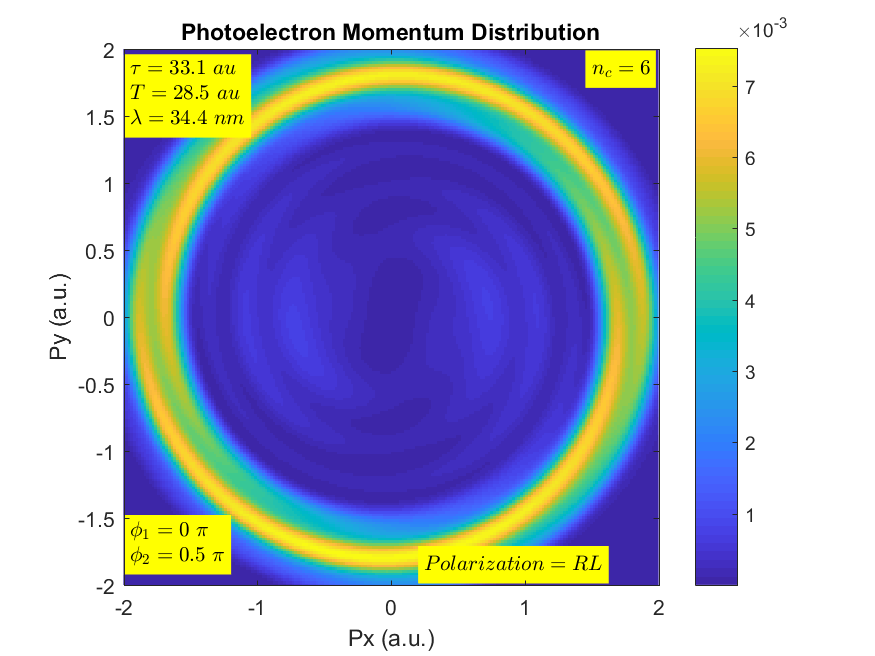 Photoelectron Momentum Distribution
×10⁻³
τ = 33.1 au
T = 28.5 au
λ = 34.4 nm
n_c = 6
2
1.5
1
0.5
0
-0.5
-1
-1.5
-2
Py (a.u.)
7
6
5
4
3
2
1
ϕ₁ = 0 π
ϕ₂ = 0.5 π
Polarization = RL
-2
-1
0
1
2
Px (a.u.)